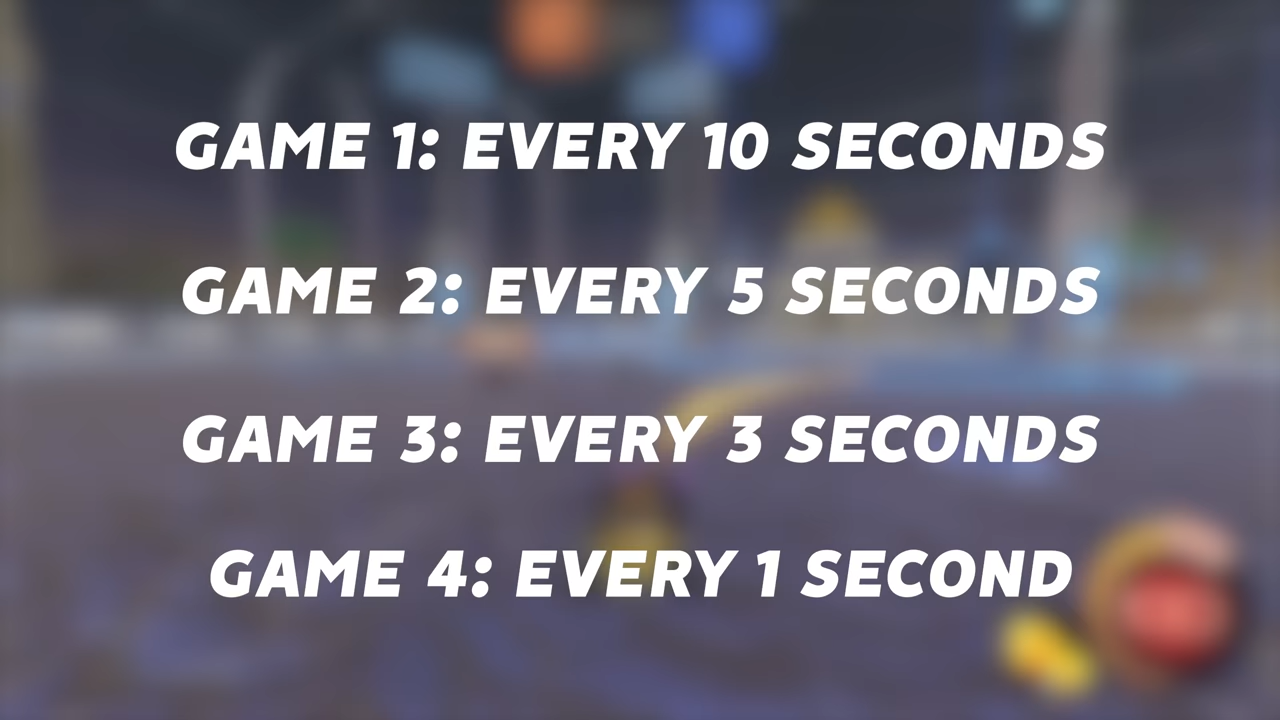 GAME 1: EVERY 10 SECONDS
GAME 2: EVERY 5 SECONDS
GAME 3: EVERY 3 SECONDS
GAME 4: EVERY 1 SECOND